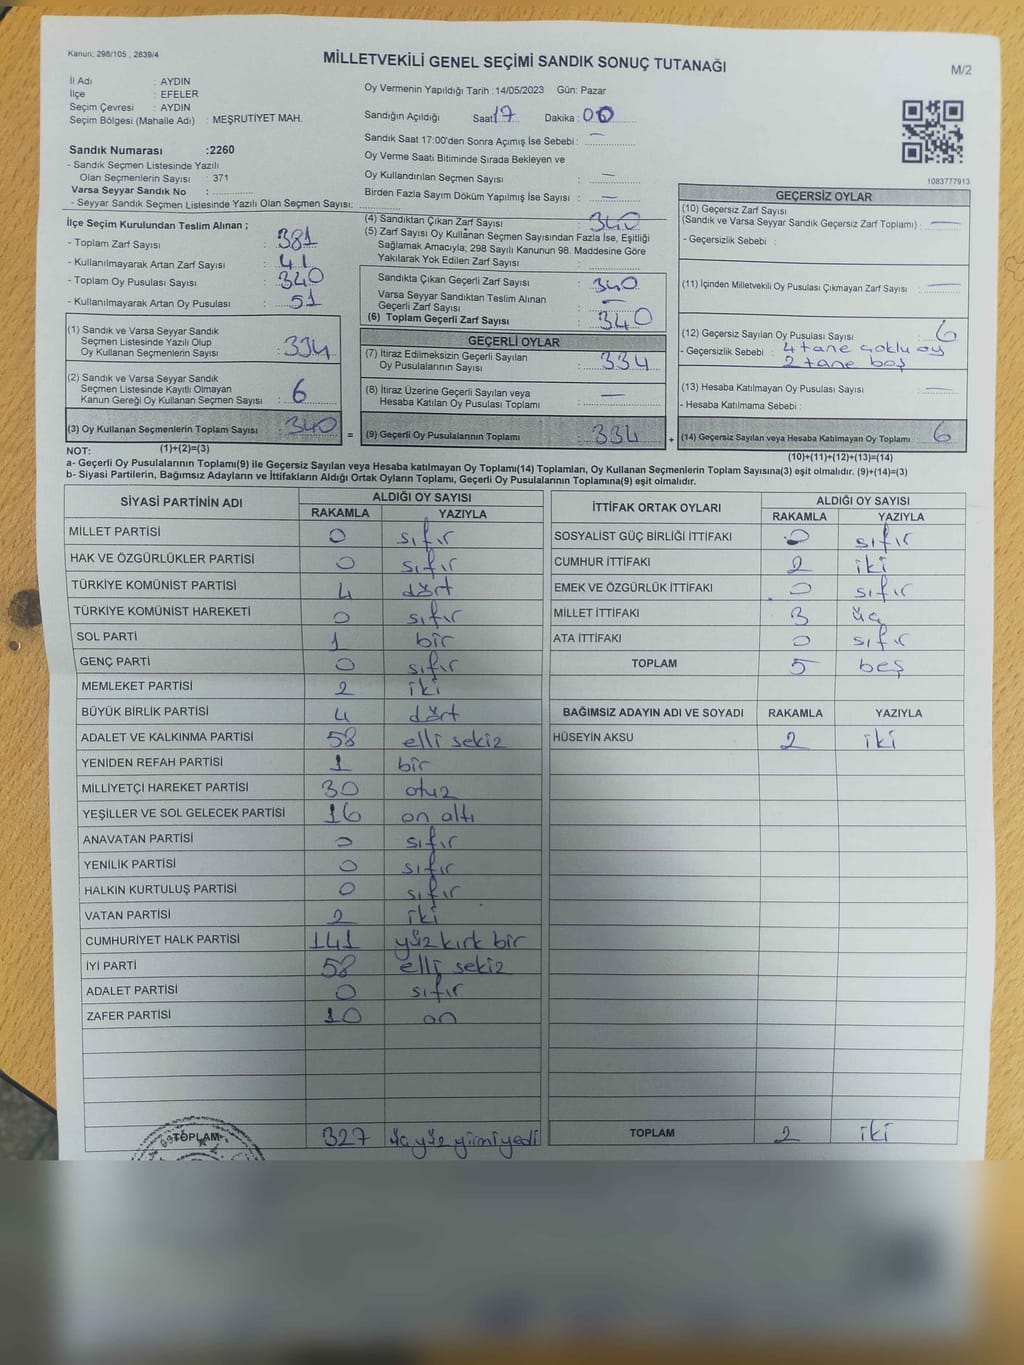 Kanun; 298/105 , 2839/4
MİLLETVEKİLİ GENEL SEÇİMİ SANDIK SONUÇ TUTANAĞI
M/2
İl Adı : AYDIN
İlçe : EFELER
Seçim Çevresi : AYDIN
Seçim Bölgesi (Mahalle Adı) : MEŞRUTİYET MAH.
Sandık Numarası :2260
- Sandık Seçmen Listesinde Yazılı
Olan Seçmenlerin Sayısı : 371
Varsa Seyyar Sandık No :
- Seyyar Sandık Seçmen Listesinde Yazılı Olan Seçmen Sayısı:
Oy Vermenin Yapıldığı Tarih :14/05/2023 Gün: Pazar
Sandığın Açıldığı Saat 17 Dakika : 00
Sandık Saat 17:00'den Sonra Açımış İse Sebebi : —
Oy Verme Saati Bitiminde Sırada Bekleyen ve
Oy Kullandırılan Seçmen Sayısı : —
Birden Fazla Sayım Döküm Yapılmış İse Sayısı : —
1083777913
İlçe Seçim Kurulundan Teslim Alınan ;
- Toplam Zarf Sayısı : 381
- Kullanılmayarak Artan Zarf Sayısı : 41
- Toplam Oy Pusulası Sayısı : 340
- Kullanılmayarak Artan Oy Pusulası : 51
(1) Sandık ve Varsa Seyyar Sandık
Seçmen Listesinde Yazılı Olup
Oy Kullanan Seçmenlerin Sayısı : 334
(2) Sandık ve Varsa Seyyar Sandık
Seçmen Listesinde Kayıtlı Olmayan
Kanun Gereği Oy Kullanan Seçmen Sayısı : 6
(3) Oy Kullanan Seçmenlerin Toplam Sayısı : 340
(4) Sandıktan Çıkan Zarf Sayısı : 340
(5) Zarf Sayısı Oy Kullanan Seçmen Sayısından Fazla İse, Eşitliği
Sağlamak Amacıyla; 298 Sayılı Kanunun 98. Maddesine Göre
Yakılarak Yok Edilen Zarf Sayısı :
Sandıkta Çıkan Geçerli Zarf Sayısı : 340
Varsa Seyyar Sandıktan Teslim Alınan
Geçerli Zarf Sayısı : —
(6) Toplam Geçerli Zarf Sayısı : 340
GEÇERLİ OYLAR
(7) İtiraz Edilmeksizin Geçerli Sayılan
Oy Pusulalarının Sayısı : 334
(8) İtiraz Üzerine Geçerli Sayılan veya
Hesaba Katılan Oy Pusulası Toplamı : —
= (9) Geçerli Oy Pusulalarının Toplamı : 334
GEÇERSİZ OYLAR
(10) Geçersiz Zarf Sayısı
(Sandık ve Varsa Seyyar Sandık Geçersiz Zarf Toplamı) : —
- Geçersizlik Sebebi :
(11) İçinden Milletvekili Oy Pusulası Çıkmayan Zarf Sayısı : —
(12) Geçersiz Sayılan Oy Pusulası Sayısı : 6
- Geçersizlik Sebebi : 4 tane çoklu oy
2 tane boş
(13) Hesaba Katılmayan Oy Pusulası Sayısı : —
- Hesaba Katılmama Sebebi :
+ (14) Geçersiz Sayılan veya Hesaba Katılmayan Oy Toplamı : 6
NOT: (1)+(2)=(3) (10)+(11)+(12)+(13)=(14)
a- Geçerli Oy Pusulalarının Toplamı(9) ile Geçersiz Sayılan veya Hesaba katılmayan Oy Toplamı(14) Toplamları, Oy Kullanan Seçmenlerin Toplam Sayısına(3) eşit olmalıdır. (9)+(14)=(3)
b- Siyasi Partilerin, Bağımsız Adayların ve İttifakların Aldığı Ortak Oyların Toplamı, Geçerli Oy Pusulalarının Toplamına(9) eşit olmalıdır.
SİYASİ PARTİNİN ADI ALDIĞI OY SAYISI
RAKAMLA YAZIYLA
MİLLET PARTİSİ 0 sıfır
HAK VE ÖZGÜRLÜKLER PARTİSİ 0 sıfır
TÜRKİYE KOMÜNİST PARTİSİ 4 dört
TÜRKİYE KOMÜNİST HAREKETİ 0 sıfır
SOL PARTİ 1 bir
GENÇ PARTİ 0 sıfır
MEMLEKET PARTİSİ 2 iki
BÜYÜK BİRLİK PARTİSİ 4 dört
ADALET VE KALKINMA PARTİSİ 58 elli sekiz
YENİDEN REFAH PARTİSİ 1 bir
MİLLİYETÇİ HAREKET PARTİSİ 30 otuz
YEŞİLLER VE SOL GELECEK PARTİSİ 16 on altı
ANAVATAN PARTİSİ 0 sıfır
YENİLİK PARTİSİ 0 sıfır
HALKIN KURTULUŞ PARTİSİ 0 sıfır
VATAN PARTİSİ 2 iki
CUMHURİYET HALK PARTİSİ 141 yüz kırk bir
İYİ PARTİ 58 elli sekiz
ADALET PARTİSİ 0 sıfır
ZAFER PARTİSİ 10 on
TOPLAM 327 üç yüz yirmi yedi
İTTİFAK ORTAK OYLARI ALDIĞI OY SAYISI
RAKAMLA YAZIYLA
SOSYALİST GÜÇ BİRLİĞİ İTTİFAKI 0 sıfır
CUMHUR İTTİFAKI 2 iki
EMEK VE ÖZGÜRLÜK İTTİFAKI 0 sıfır
MİLLET İTTİFAKI 3 üç
ATA İTTİFAKI 0 sıfır
TOPLAM 5 beş
BAĞIMSIZ ADAYIN ADI VE SOYADI RAKAMLA YAZIYLA
HÜSEYİN AKSU 2 iki
TOPLAM 2 iki